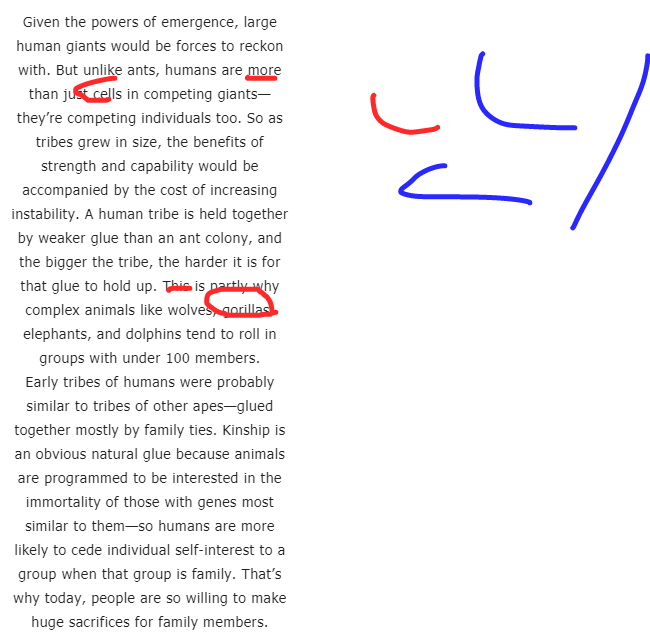 Given the powers of emergence, large
human giants would be forces to reckon
with. But unlike ants, humans are more
than just cells in competing giants—
they’re competing individuals too. So as
tribes grew in size, the benefits of
strength and capability would be
accompanied by the cost of increasing
instability. A human tribe is held together
by weaker glue than an ant colony, and
the bigger the tribe, the harder it is for
that glue to hold up. This is partly why
complex animals like wolves, gorillas,
elephants, and dolphins tend to roll in
groups with under 100 members.
Early tribes of humans were probably
similar to tribes of other apes—glued
together mostly by family ties. Kinship is
an obvious natural glue because animals
are programmed to be interested in the
immortality of those with genes most
similar to them—so humans are more
likely to cede individual self-interest to a
group when that group is family. That’s
why today, people are so willing to make
huge sacrifices for family members.